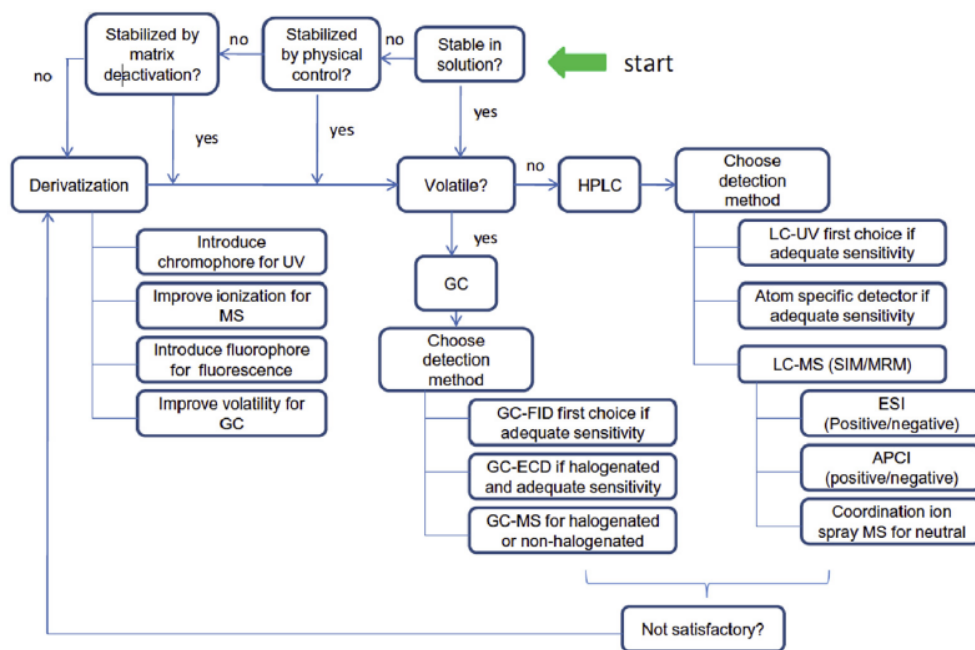 Stabilized by
matrix
deactivation?
no
Stabilized
by physical
control?
no
Stable in
solution?
start
no
yes
yes
yes
Derivatization
Volatile?
no
HPLC
Choose
detection
method
Introduce
chromophore for UV
Improve ionization for
MS
Introduce fluorophore
for fluorescence
Improve volatility for
GC
yes
GC
Choose
detection
method
GC-FID first choice if
adequate sensitivity
GC-ECD if halogenated
and adequate sensitivity
GC-MS for halogenated
or non-halogenated
LC-UV first choice if
adequate sensitivity
Atom specific detector if
adequate sensitivity
LC-MS (SIM/MRM)
ESI
(Positive/negative)
APCI
(positive/negative)
Coordination ion
spray MS for neutral
Not satisfactory?